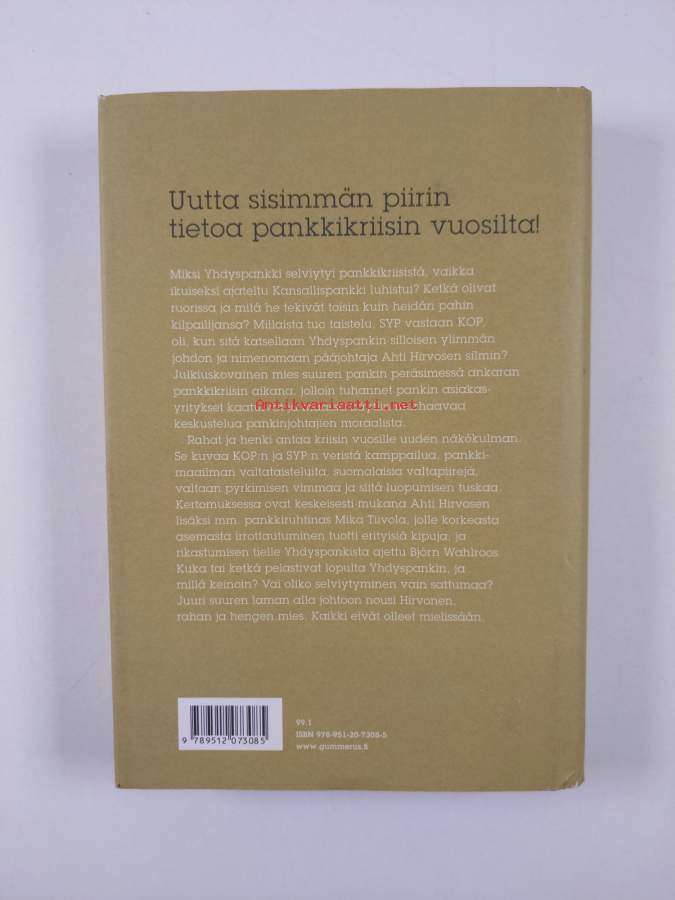 Uutta sisimmän piirin
tietoa pankkikriisin vuosilta!
Miksi Yhdyspankki selviytyi pankkikriisistä, vaikka
ikuiseksi ajateltu Kansallispankki luhistui? Ketkä olivat
ruorissa ja mitä he tekivät toisin kuin heidän pahin
kilpailijansa? Millaista tuo taistelu, SYP vastaan KOP,
oli, kun sitä katsellaan Yhdyspankin silloisen ylimmän
johdon ja nimenomaan pääjohtaja Ahti Hirvosen silmin?
Julkiuskovainen mies suuren pankin peräsimessä ankaran
pankkikriisin aikana, jolloin tuhannet pankin asiakas-
yritykset
Antikvariaatti.net
haavaa
keskustelua pankinjohtajien moraalista.
Rahat ja henki antaa kriisin vuosille uuden näkökulman.
Se kuvaa KOP:n ja SYP:n veristä kamppailua, pankki-
maailman valtataisteluita, suomalaisia valtapiirejä,
valtaan pyrkimisen vimmaa ja siitä luopumisen tuskaa.
Kertomuksessa ovat keskeisesti mukana Ahti Hirvosen
lisäksi mm. pankkiruhtinas Mika Tiivola, jolle korkeasta
asemasta irrottautuminen tuotti erityisiä kipuja, ja
rikastumisen tielle Yhdyspankista ajettu Björn Wahlroos.
Kuka tai ketkä pelastivat lopulta Yhdyspankin, ja
millä keinoin? Vai oliko selviytyminen vain sattumaa?
Juuri suuren laman alla johtoon nousi Hirvonen,
rahan ja hengen mies. Kaikki eivät olleet mielissään.
99.1
ISBN 978-951-20-7308-5
www.gummerus.fi
9 789512 073085